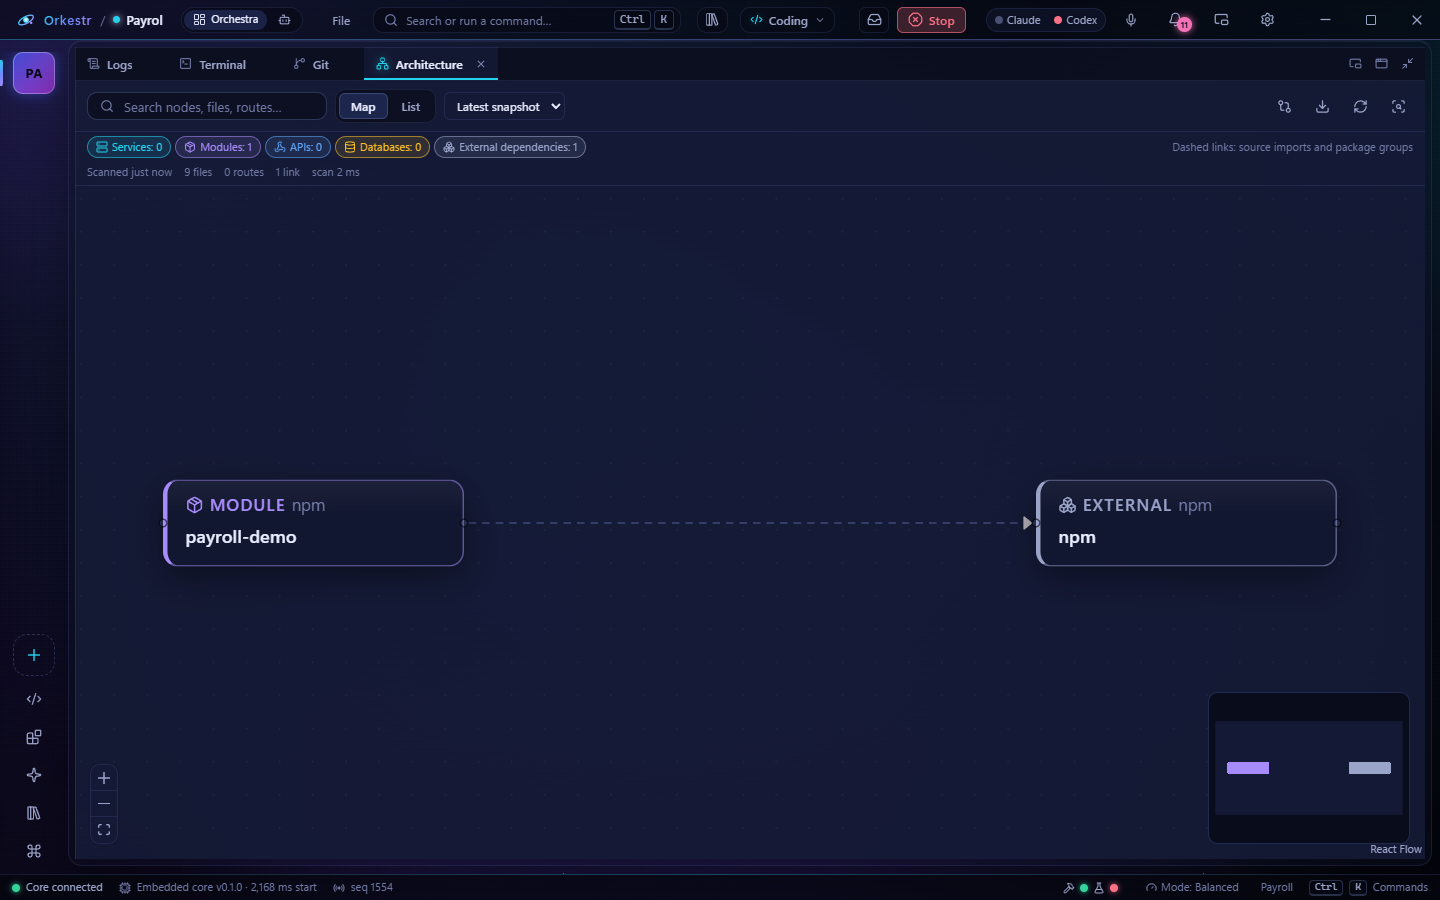 Orkestr / Payrol Orchestra File Search or run a command... Ctrl K Coding Stop Claude Codex 11
PA
Logs Terminal Git Architecture
Search nodes, files, routes... Map List Latest snapshot
Services: 0 Modules: 1 APIs: 0 Databases: 0 External dependencies: 1 Dashed links: source imports and package groups
Scanned just now 9 files 0 routes 1 link scan 2 ms
MODULE npm
payroll-demo
EXTERNAL npm
npm
React Flow
Core connected Embedded core v0.1.0 · 2,168 ms start seq 1554 Mode: Balanced Payroll Ctrl K Commands